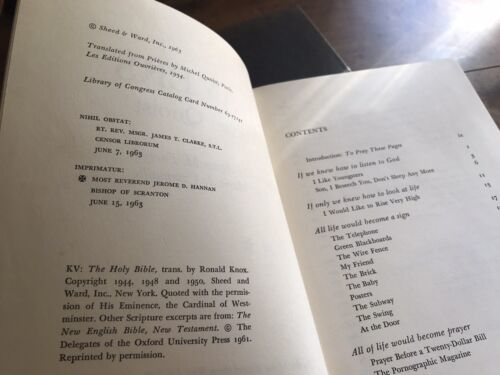 © Sheed & Ward, Inc., 1963
Translated from Prières by Michel Quoist, Paris,
Les Editions Ouvrières, 1954.
Library of Congress Catalog Card Number
NIHIL OBSTAT:
RT. REV. MSGR. JAMES T. CLARKE, S.T.L.
CENSOR LIBRORUM
JUNE 7, 1963
IMPRIMATUR:
✠ MOST REVEREND JEROME D. HANNAN
BISHOP OF SCRANTON
JUNE 15, 1963
KV: The Holy Bible, trans. by Ronald Knox.
Copyright 1944, 1948 and 1950, Sheed and
Ward, Inc., New York. Quoted with the permis-
sion of His Eminence, the Cardinal of West-
minster. Other Scripture excerpts are from: The
New English Bible, New Testament. © The
Delegates of the Oxford University Press 1961.
Reprinted by permission.
CONTENTS
Introduction: To Pray These Pages ix
If we knew how to listen to God 3
I Like Youngsters
Son, I Beseech You, Don't Sleep Any More
If only we knew how to look at life 11
I Would Like to Rise Very High
All life would become a sign 17
The Telephone
Green Blackboards
The Wire Fence
My Friend
The Brick
The Baby
Posters
The Subway
The Swing
At the Door
All of life would become prayer
Prayer Before a Twenty-Dollar Bill
The Pornographic Magazine